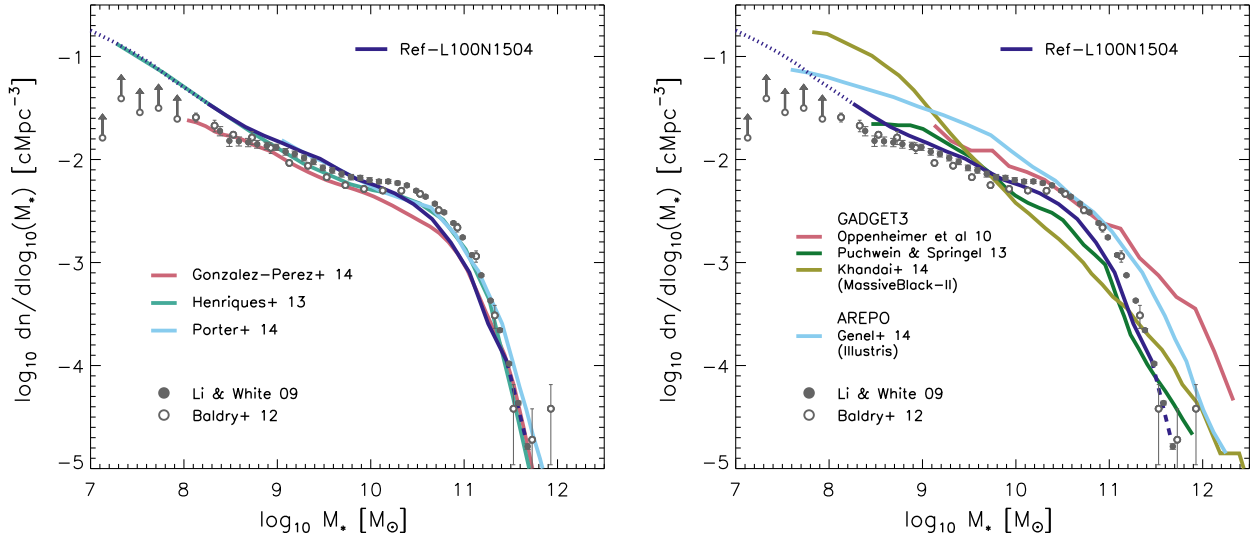 Ref-L100N1504
Gonzalez-Perez+ 14
Henriques+ 13
Porter+ 14
Li & White 09
Baldry+ 12
-1
-2
-3
-4
-5
log₁₀ dn/dlog₁₀(M*) [cMpc⁻³]
7 8 9 10 11 12
log₁₀ M* [M⊙]
Ref-L100N1504
GADGET3
Oppenheimer et al 10
Puchwein & Springel 13
Khandai+ 14
(MassiveBlack-II)
AREPO
Genel+ 14
(Illustris)
Li & White 09
Baldry+ 12
-1
-2
-3
-4
-5
log₁₀ dn/dlog₁₀(M*) [cMpc⁻³]
7 8 9 10 11 12
log₁₀ M* [M⊙]